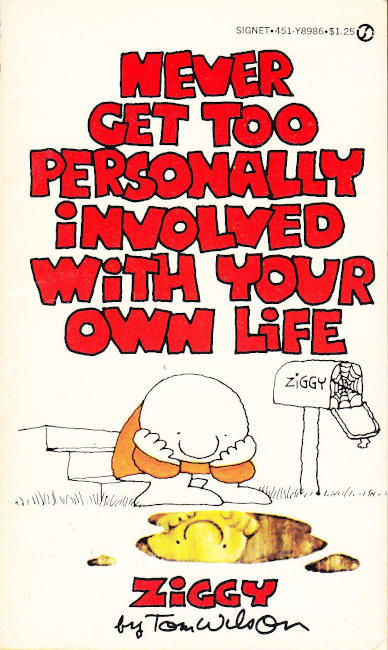 SIGNET•451-Y8986•$1.25
NEVER
GET TOO
PERSONALLY
iNVOLVED
WiTH YOUR
OWN LiFE
ZiGGY
ZiGGY
by Tom Wilson